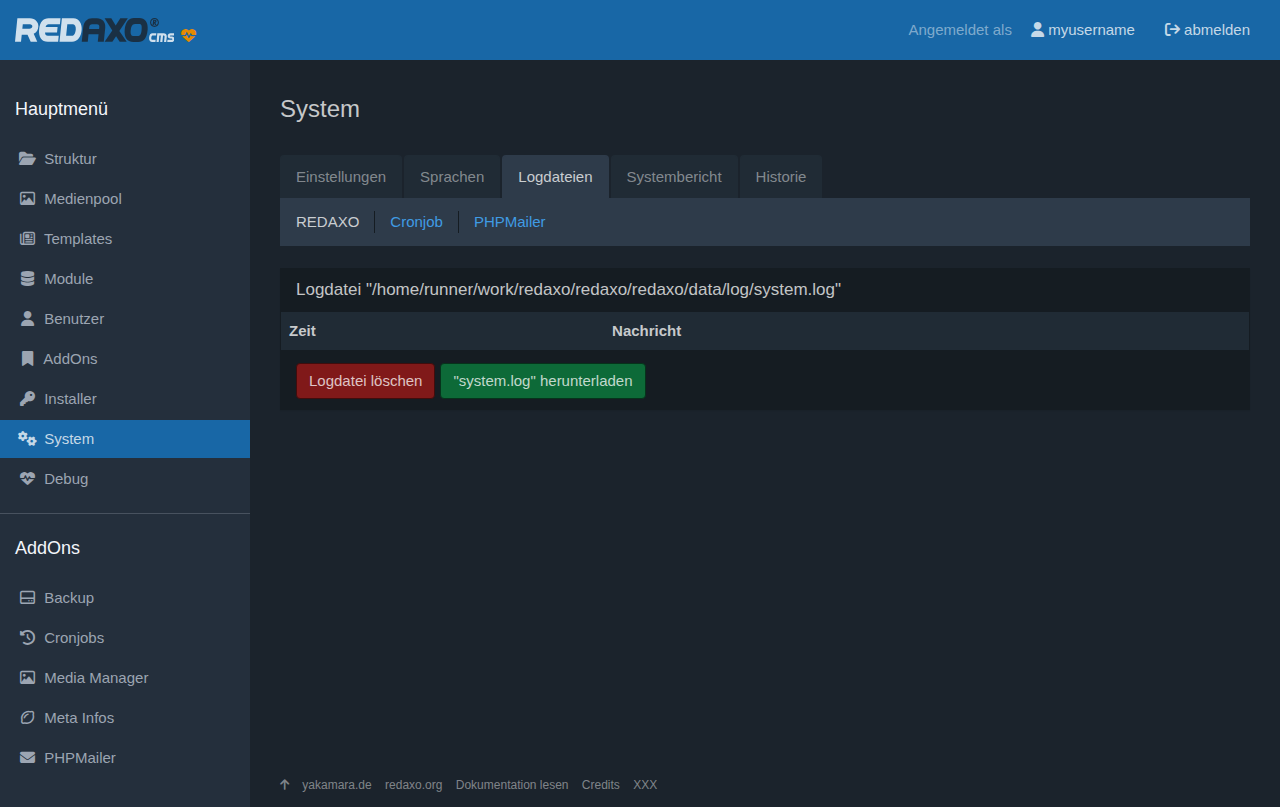 REDAXO® cms
Angemeldet als myusername abmelden
Hauptmenü
Struktur
Medienpool
Templates
Module
Benutzer
AddOns
Installer
System
Debug
AddOns
Backup
Cronjobs
Media Manager
Meta Infos
PHPMailer
System
Einstellungen Sprachen Logdateien Systembericht Historie
REDAXO Cronjob PHPMailer
Logdatei "/home/runner/work/redaxo/redaxo/redaxo/data/log/system.log"
Zeit Nachricht
Logdatei löschen "system.log" herunterladen
yakamara.de redaxo.org Dokumentation lesen Credits XXX